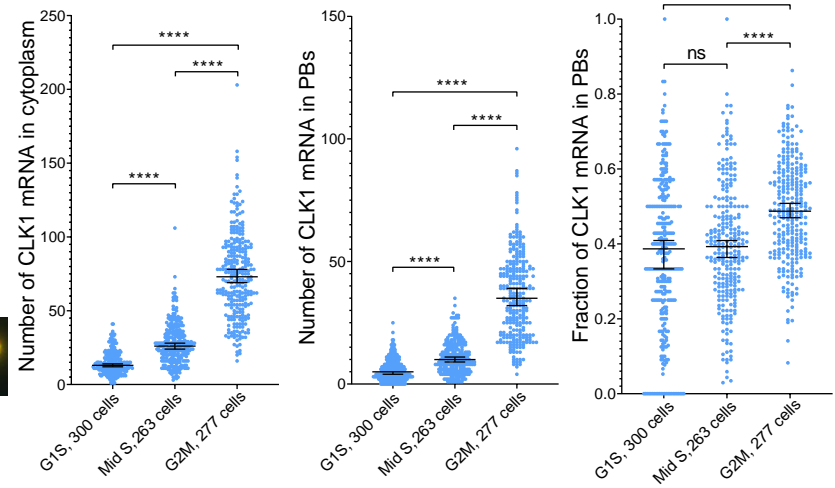 Number of CLK1 mRNA in cytoplasm
250
200
150
100
50
0
****
****
****
G1S, 300 cells
Mid S, 263 cells
G2M, 277 cells
Number of CLK1 mRNA in PBs
150
100
50
0
****
****
****
G1S, 300 cells
Mid S, 263 cells
G2M, 277 cells
Fraction of CLK1 mRNA in PBs
1.0
0.8
0.6
0.4
0.2
0.0
ns
****
G1S, 300 cells
Mid S, 263 cells
G2M, 277 cells